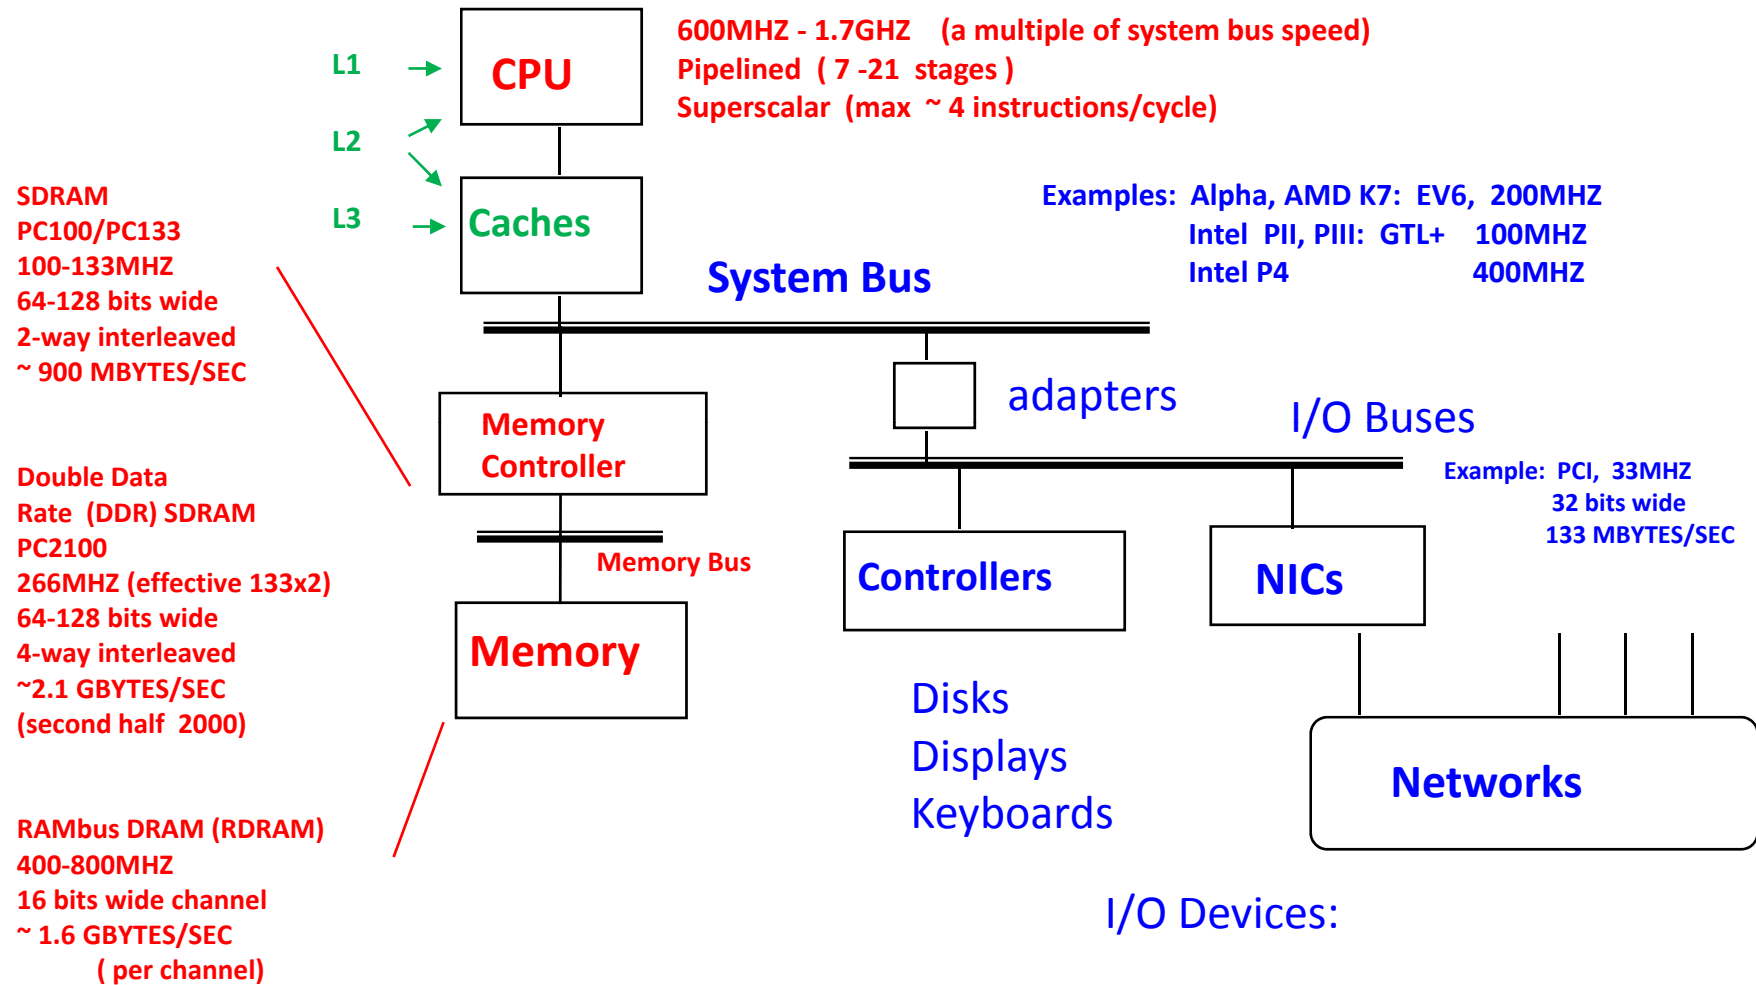 CPU
600MHZ - 1.7GHZ (a multiple of system bus speed)
Pipelined ( 7 -21 stages )
Superscalar (max ~ 4 instructions/cycle)
L1
L2
L3
Caches
SDRAM
PC100/PC133
100-133MHZ
64-128 bits wide
2-way interleaved
~ 900 MBYTES/SEC
Examples: Alpha, AMD K7: EV6, 200MHZ
Intel PII, PIII: GTL+ 100MHZ
Intel P4 400MHZ
System Bus
adapters
I/O Buses
Memory
Controller
Example: PCI, 33MHZ
32 bits wide
133 MBYTES/SEC
Double Data
Rate (DDR) SDRAM
PC2100
266MHZ (effective 133x2)
64-128 bits wide
4-way interleaved
~2.1 GBYTES/SEC
(second half 2000)
Memory Bus
Controllers
NICs
Memory
Disks
Displays
Keyboards
Networks
RAMbus DRAM (RDRAM)
400-800MHZ
16 bits wide channel
~ 1.6 GBYTES/SEC
( per channel)
I/O Devices: